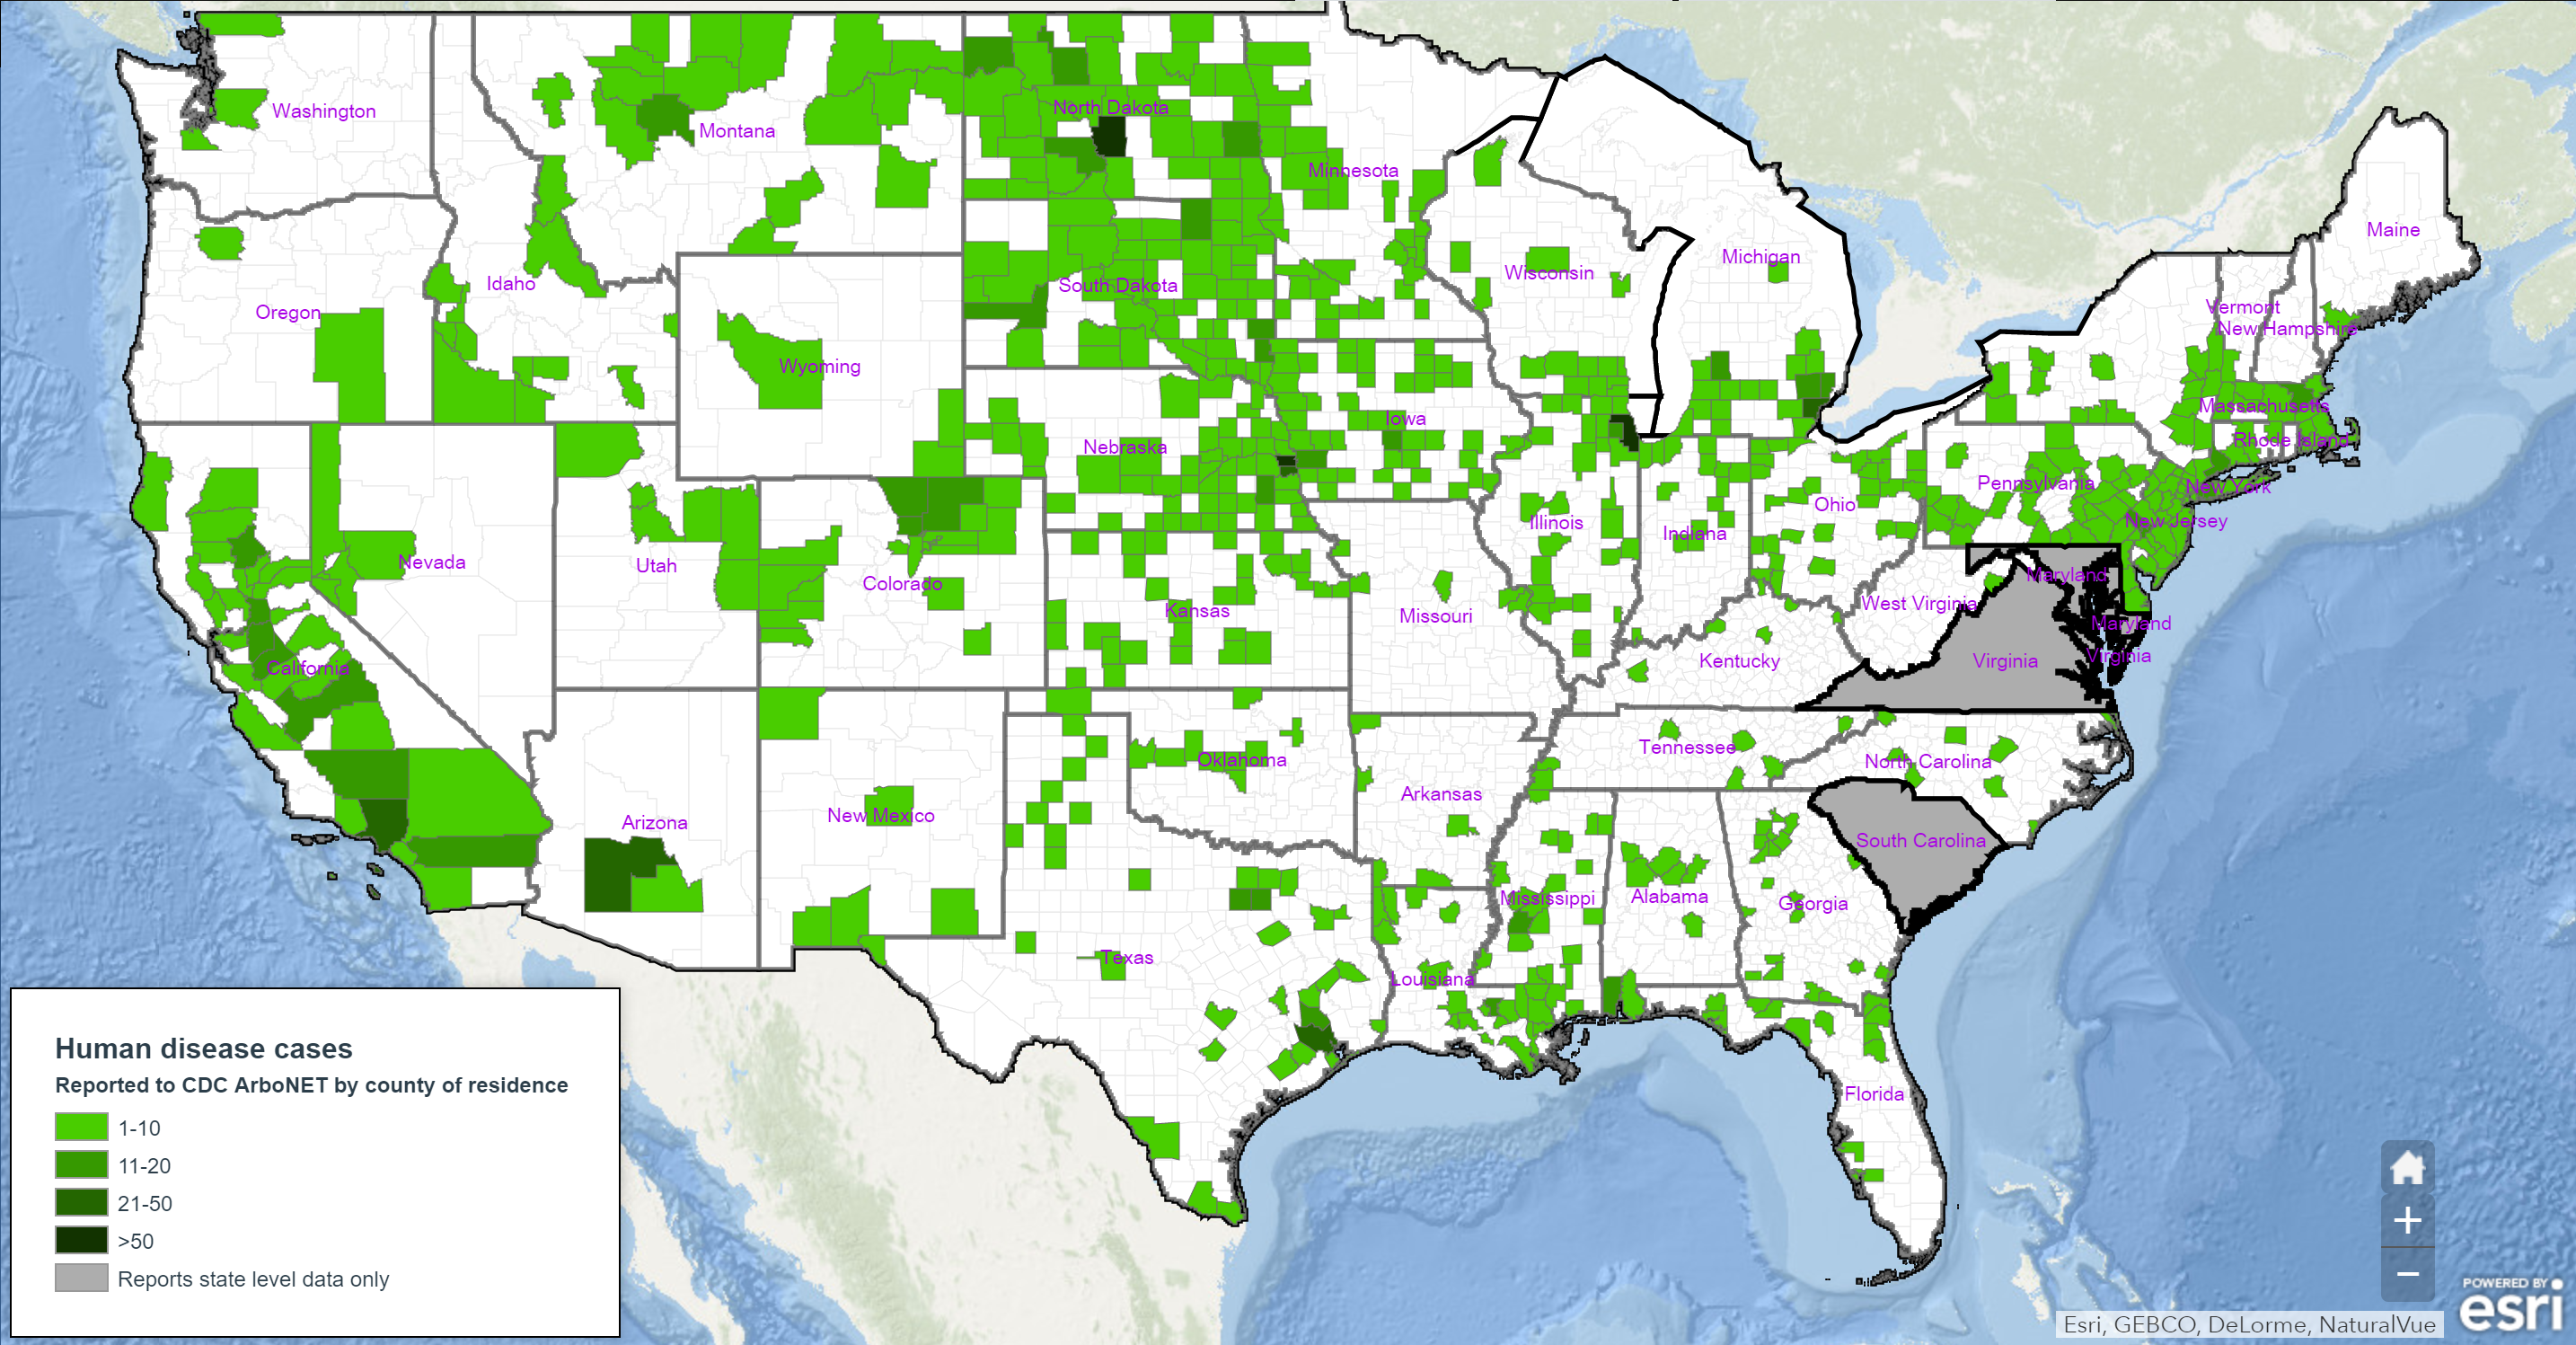 Washington
Montana
North Dakota
Minnesota
Maine
Oregon
Idaho
South Dakota
Wisconsin
Michigan
Vermont
New Hampshire
Wyoming
Massachusetts
Iowa
Nebraska
Rhode Island
Pennsylvania
New York
Nevada
Utah
Colorado
Illinois
Indiana
Ohio
New Jersey
Maryland
Kansas
Missouri
West Virginia
Maryland
California
Kentucky
Virginia
Virginia
Oklahoma
Tennessee
North Carolina
Arizona
New Mexico
Arkansas
South Carolina
Mississippi
Alabama
Georgia
Texas
Louisiana
Florida
Human disease cases
Reported to CDC ArboNET by county of residence
1-10
11-20
21-50
>50
Reports state level data only
+
−
POWERED BY
esri
Esri, GEBCO, DeLorme, NaturalVue